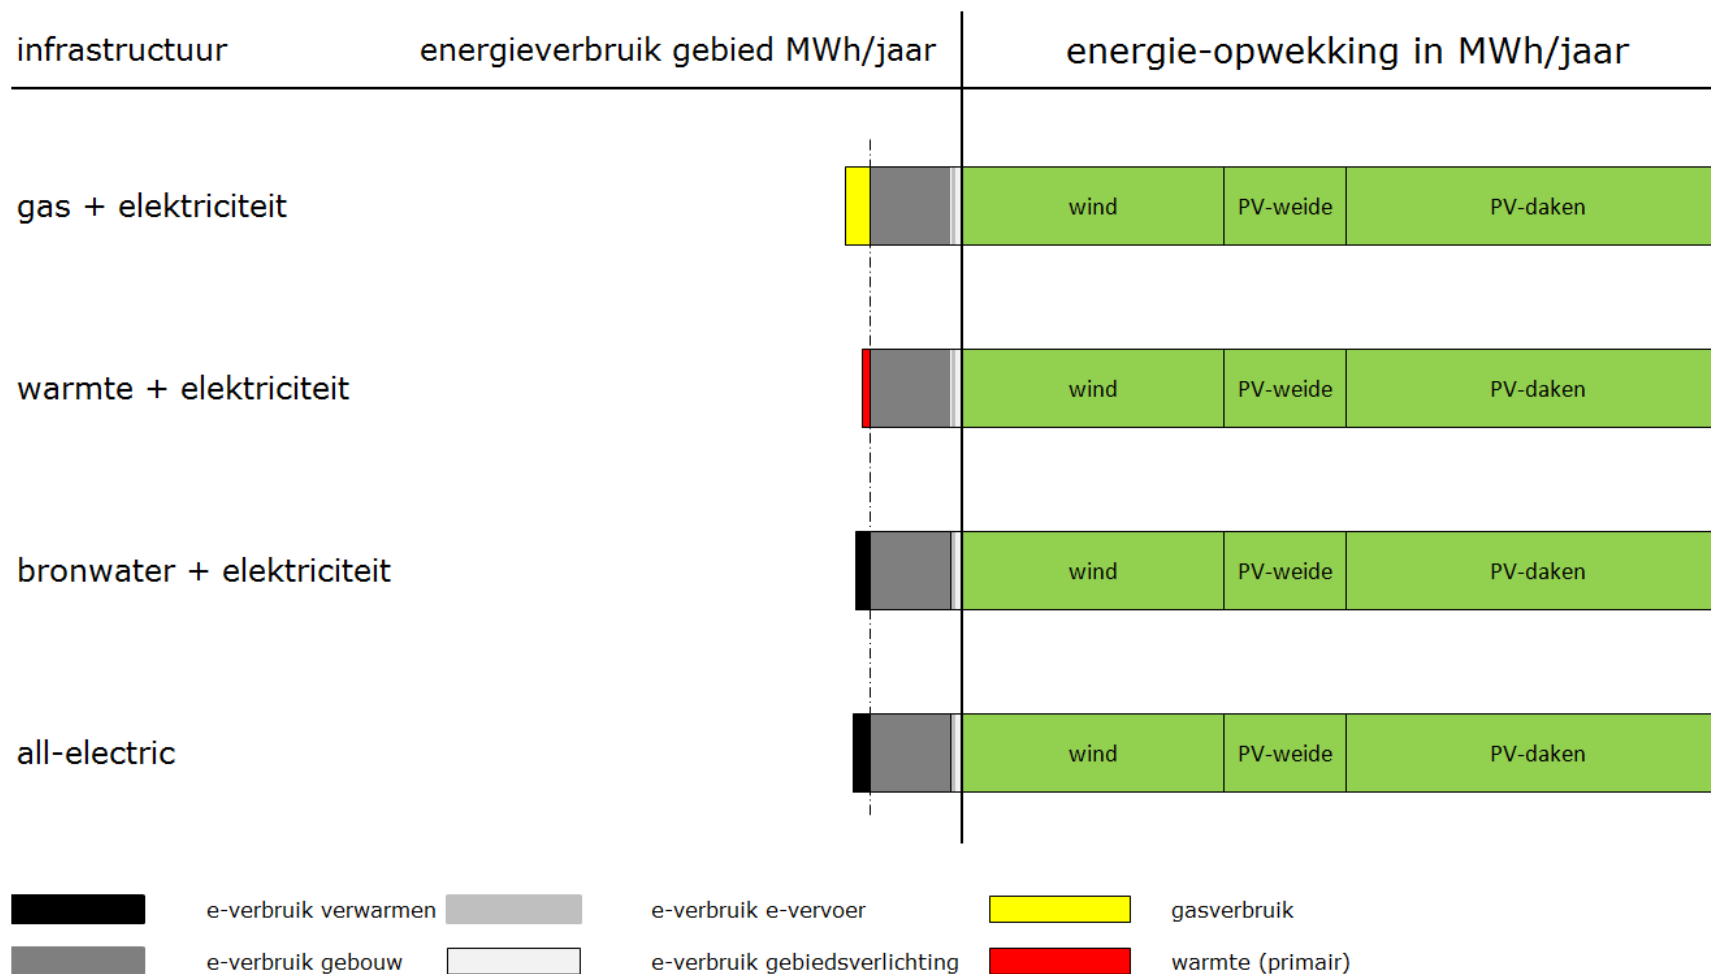 infrastructuur energieverbruik gebied MWh/jaar energie-opwekking in MWh/jaar
gas + elektriciteit wind PV-weide PV-daken
warmte + elektriciteit wind PV-weide PV-daken
bronwater + elektriciteit wind PV-weide PV-daken
all-electric wind PV-weide PV-daken
e-verbruik verwarmen e-verbruik e-vervoer gasverbruik
e-verbruik gebouw e-verbruik gebiedsverlichting warmte (primair)